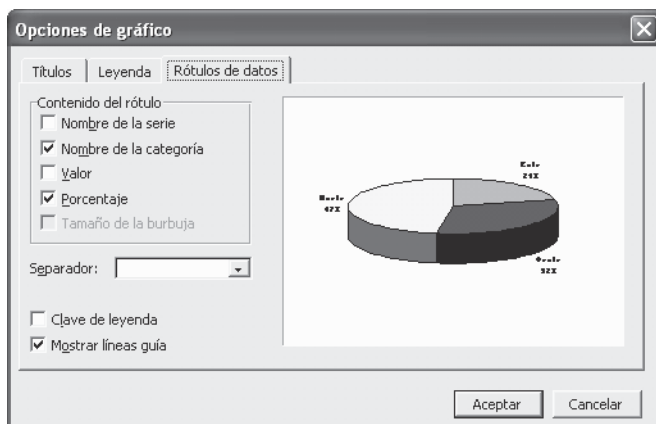 Opciones de gráfico
Títulos
Leyenda
Rótulos de datos
Contenido del rótulo
Nombre de la serie
Nombre de la categoría
Valor
Porcentaje
Tamaño de la burbuja
Separador:
Clave de leyenda
Mostrar líneas guía
Aceptar
Cancelar